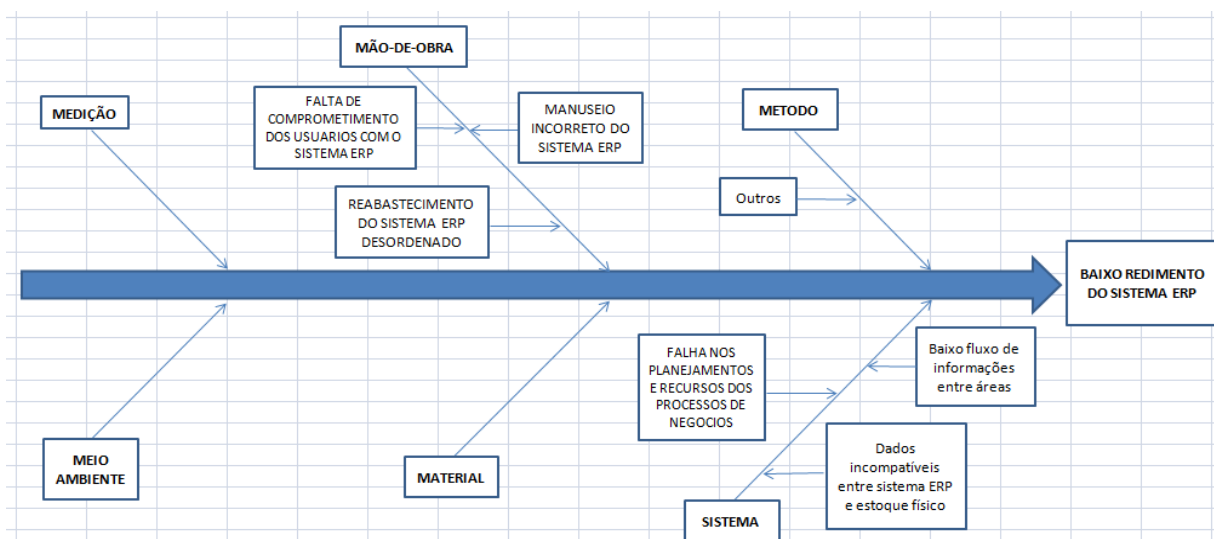 MÃO-DE-OBRA
MEDIÇÃO
FALTA DE
COMPROMETIMENTO
DOS USUARIOS COM O
SISTEMA ERP
MANUSEIO
INCORRETO DO
SISTEMA ERP
METODO
REABASTECIMENTO
DO SISTEMA ERP
DESORDENADO
Outros
BAIXO REDIMENTO
DO SISTEMA ERP
FALHA NOS
PLANEJAMENTOS
E RECURSOS DOS
PROCESSOS DE
NEGOCIOS
Baixo fluxo de
informações
entre áreas
MEIO
AMBIENTE
MATERIAL
Dados
incompatíveis
entre sistema ERP
e estoque físico
SISTEMA